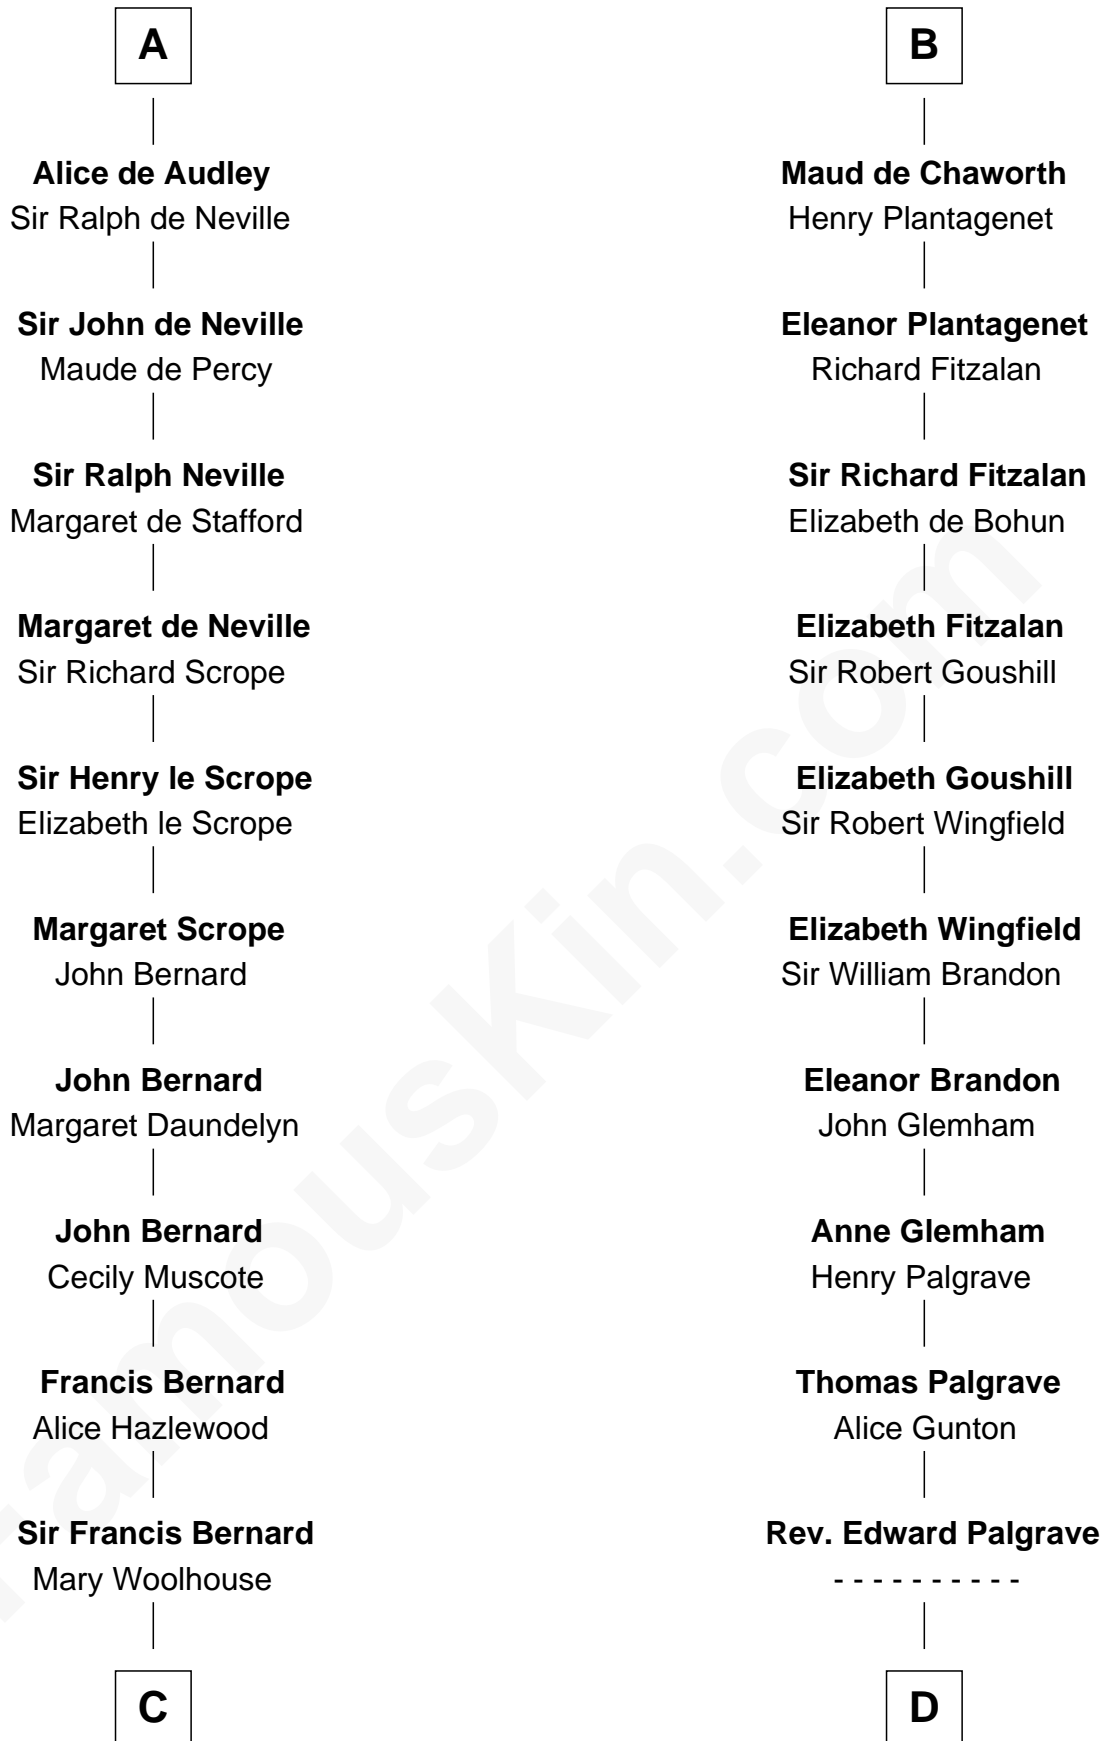 A
Alice de Audley
Sir Ralph de Neville
Sir John de Neville
Maude de Percy
Sir Ralph Neville
Margaret de Stafford
Margaret de Neville
Sir Richard Scrope
Sir Henry le Scrope
Elizabeth le Scrope
Margaret Scrope
John Bernard
John Bernard
Margaret Daundelyn
John Bernard
Cecily Muscote
Francis Bernard
Alice Hazlewood
Sir Francis Bernard
Mary Woolhouse
C
B
Maud de Chaworth
Henry Plantagenet
Eleanor Plantagenet
Richard Fitzalan
Sir Richard Fitzalan
Elizabeth de Bohun
Elizabeth Fitzalan
Sir Robert Goushill
Elizabeth Goushill
Sir Robert Wingfield
Elizabeth Wingfield
Sir William Brandon
Eleanor Brandon
John Glemham
Anne Glemham
Henry Palgrave
Thomas Palgrave
Alice Gunton
Rev. Edward Palgrave
- - - - - - - - - -
D
FamousKin.com